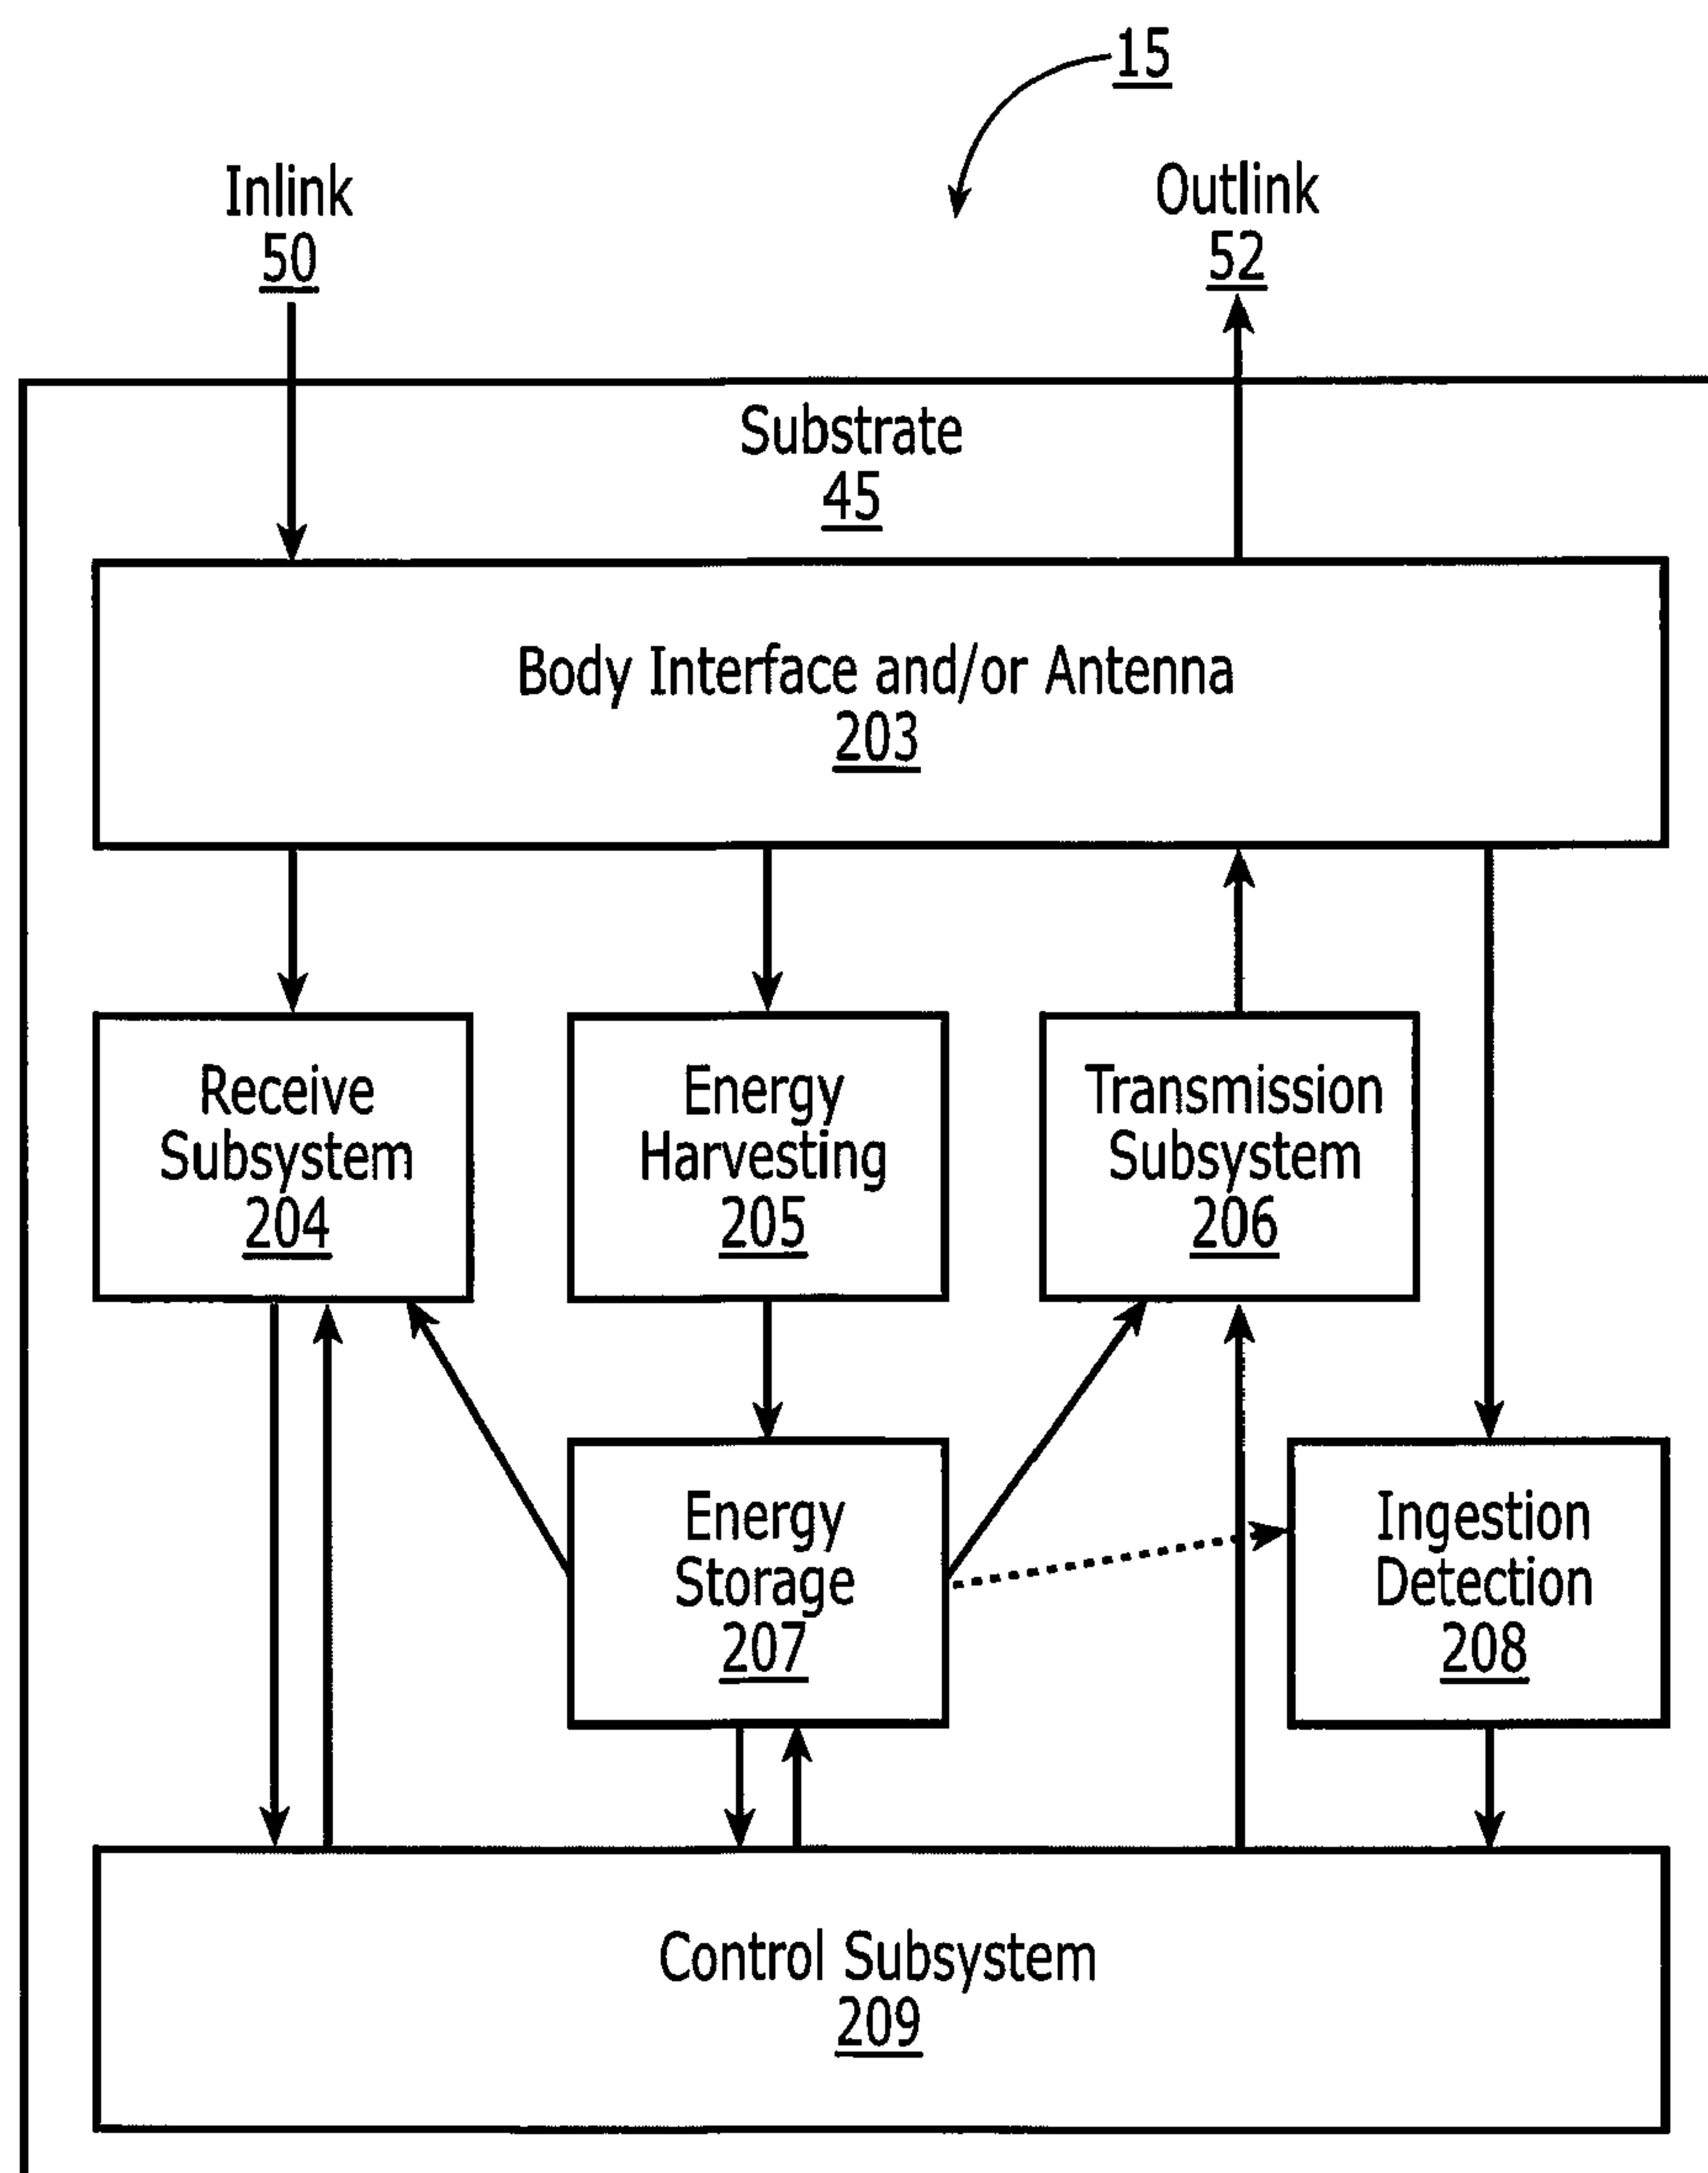 15
Inlink
50
Outlink
52
Substrate
45
Body Interface and/or Antenna
203
Receive
Subsystem
204
Energy
Harvesting
205
Transmission
Subsystem
206
Energy
Storage
207
Ingestion
Detection
208
Control Subsystem
209